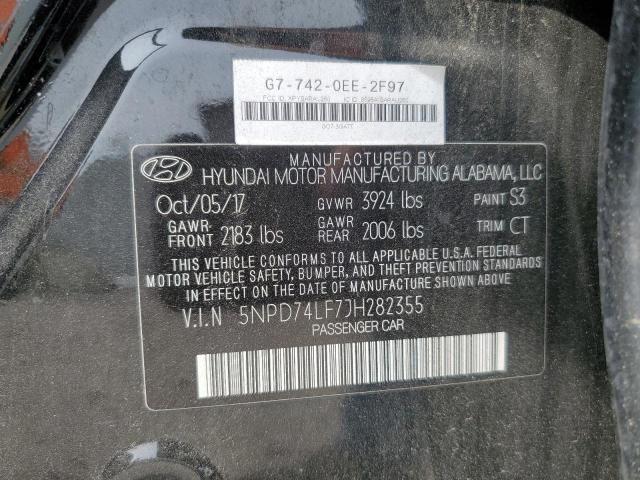 G7-742-0EE-2F97
MANUFACTURED BY
HYUNDAI MOTOR MANUFACTURING ALABAMA, LLC
Oct/05/17 GVWR 3924 lbs PAINT S3
GAWR FRONT 2183 lbs GAWR REAR 2006 lbs TRIM CT
THIS VEHICLE CONFORMS TO ALL APPLICABLE U.S.A. FEDERAL
MOTOR VEHICLE SAFETY, BUMPER, AND THEFT PREVENTION STANDARDS
IN EFFECT ON THE DATE OF MANUFACTURE SHOWN ABOVE.
V.I.N 5NPD74LF7JH282355
PASSENGER CAR